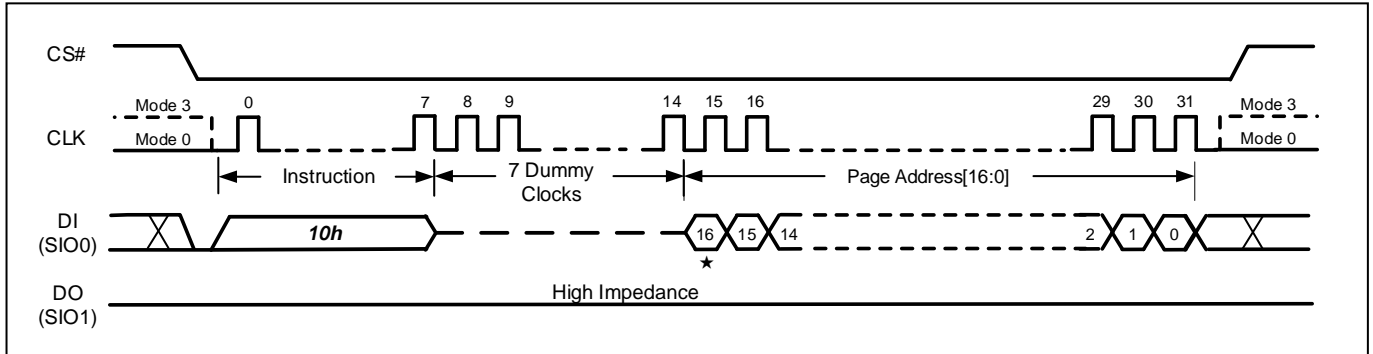 CS#
Mode 3
0
7
8
9
14
15
16
29
30
31
Mode 3
CLK
Mode 0
Mode 0
Instruction
7 Dummy
Clocks
Page Address[16:0]
DI
(SIO0)
10h
16
15
14
2
1
0
★
DO
(SIO1)
High Impedance